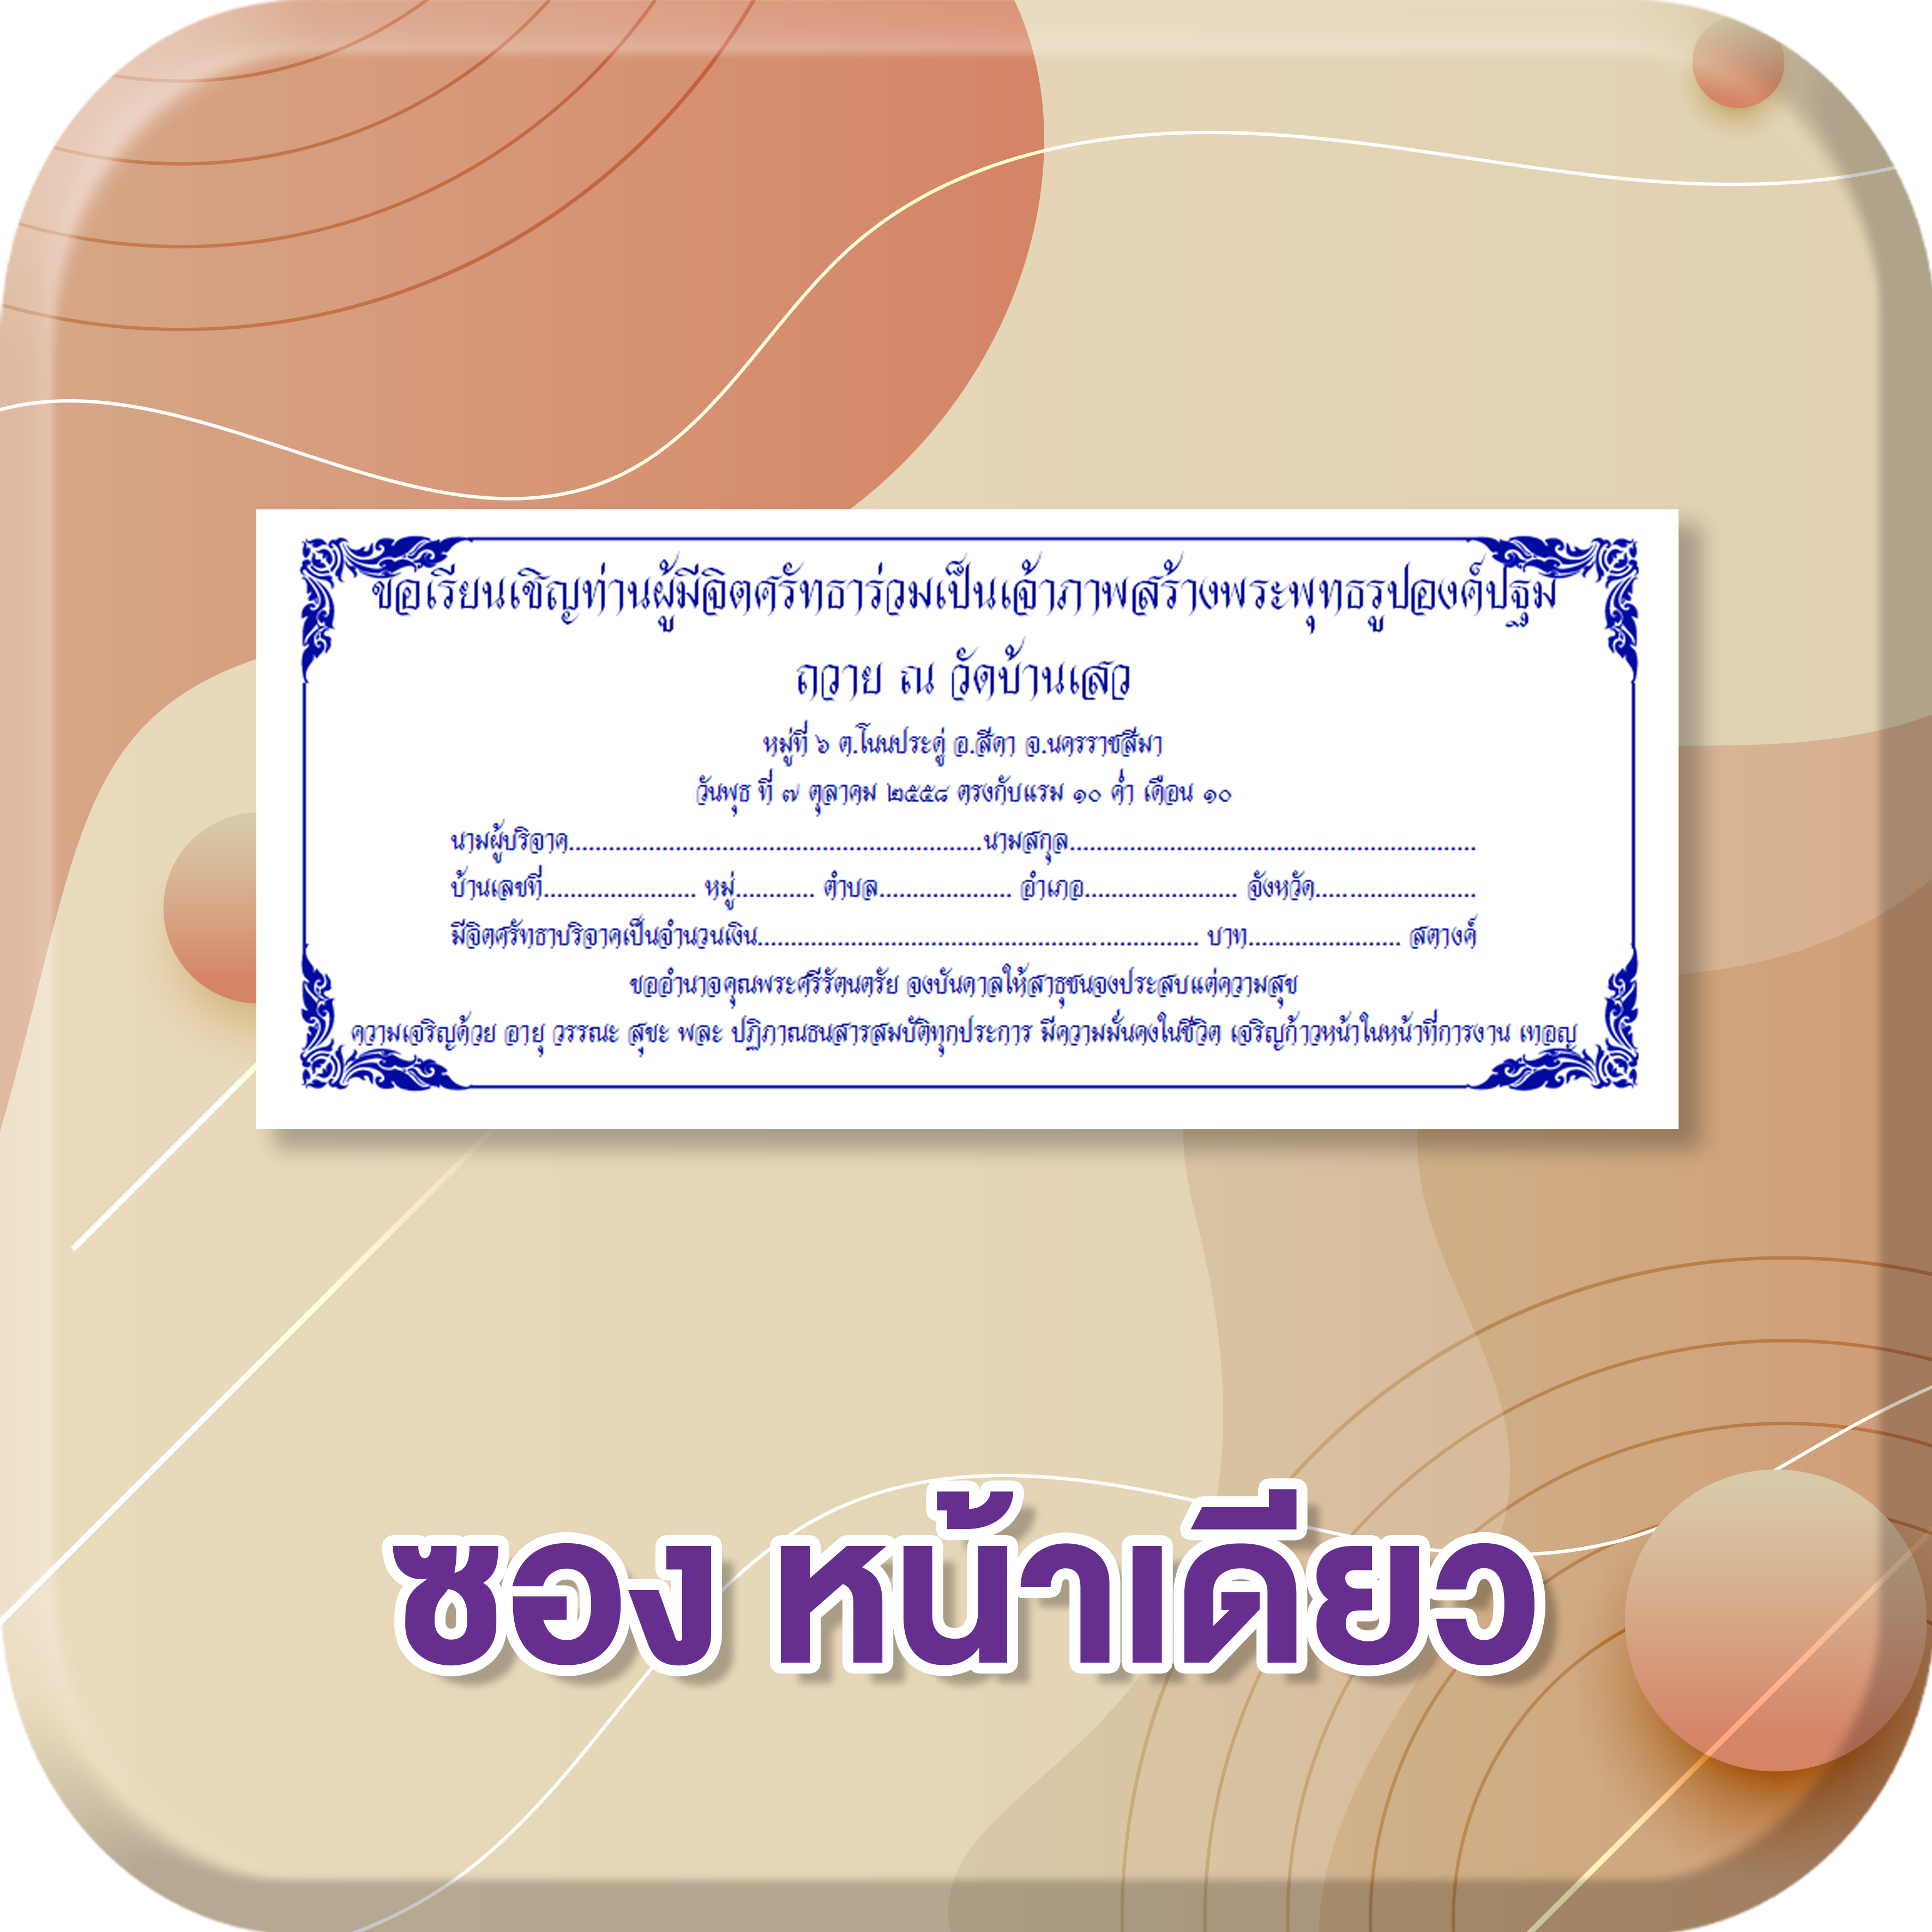 ขอเรียนเชิญท่านผู้มีจิตศรัทธาร่วมเป็นเจ้าภาพสร้างพระพุทธรูปองค์ปฐม
ถวาย ณ วัดบ้านเสว
หมู่ที่ ๖ ต.โนนประดู่ อ.สีดา จ.นครราชสีมา
วันพุธ ที่ ๗ ตุลาคม ๒๕๕๘ ตรงกับแรม ๑๐ ค่ำ เดือน ๑๐
นามผู้บริจาค..............................................................นามสกุล.............................................................
บ้านเลขที่....................... หมู่............ ตำบล.................... อำเภอ....................... จังหวัด........................
มีจิตศรัทธาบริจาคเป็นจำนวนเงิน.................................................................. บาท....................... สตางค์
ขออำนาจคุณพระศรีรัตนตรัย จงบันดาลให้สาธุชนจงประสบแต่ความสุข
ความเจริญด้วย อายุ วรรณะ สุขะ พละ ปฏิภาณธนสารสมบัติทุกประการ มีความมั่นคงในชีวิต เจริญก้าวหน้าในหน้าที่การงาน เทอญ
ซอง หน้าเดียว